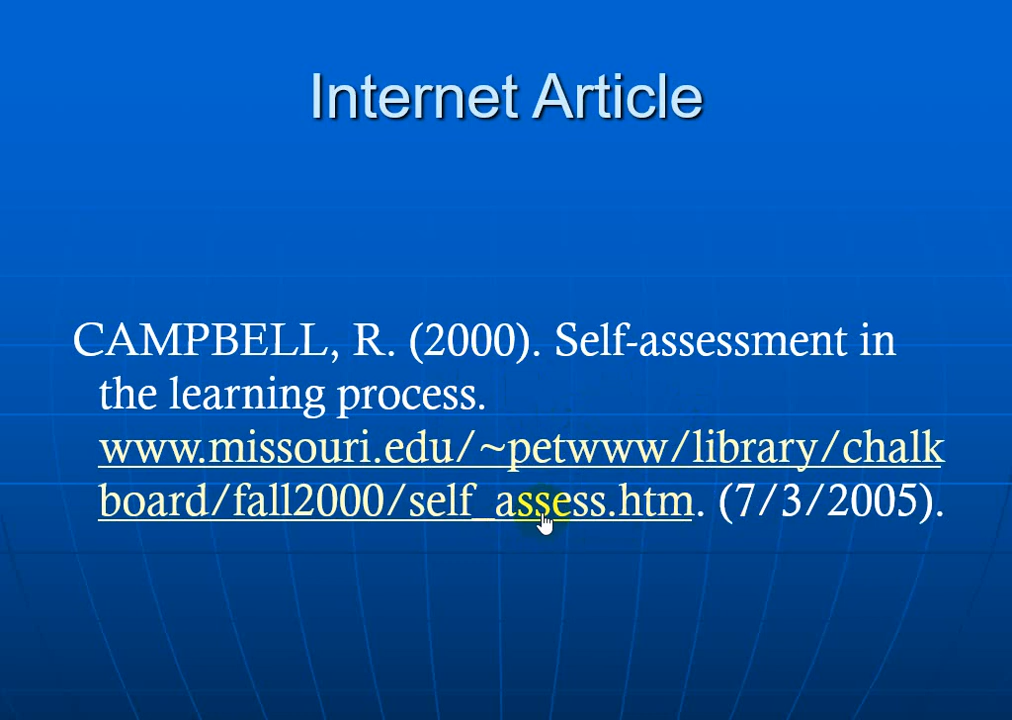 Internet Article
CAMPBELL, R. (2000). Self-assessment in
the learning process.
www.missouri.edu/~petwww/library/chalk
board/fall2000/self_assess.htm. (7/3/2005).